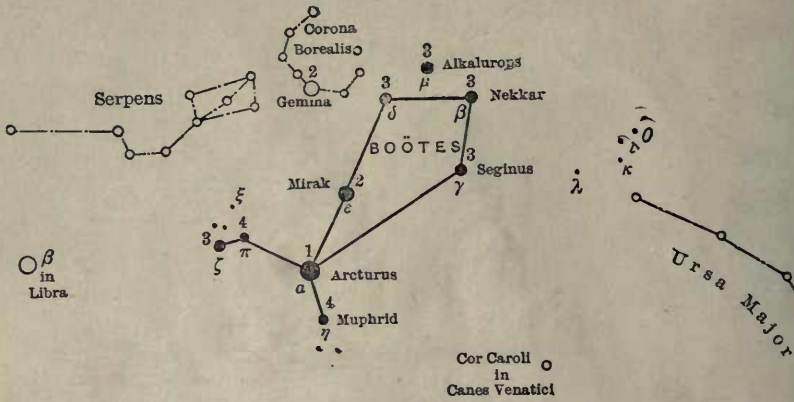 Corona
Borealis
2
Gemina
Serpens
3
Alkalurops
μ
3
δ
3
β
Nekkar
BOÖTES
3
γ
Seginus
Mirak
2
ε
ξ
4
π
3
ζ
1
α
Arcturus
4
η
Muphrid
β
in
Libra
λ
θ
ι
κ
Ursa Major
Cor Caroli
in
Canes Venatici